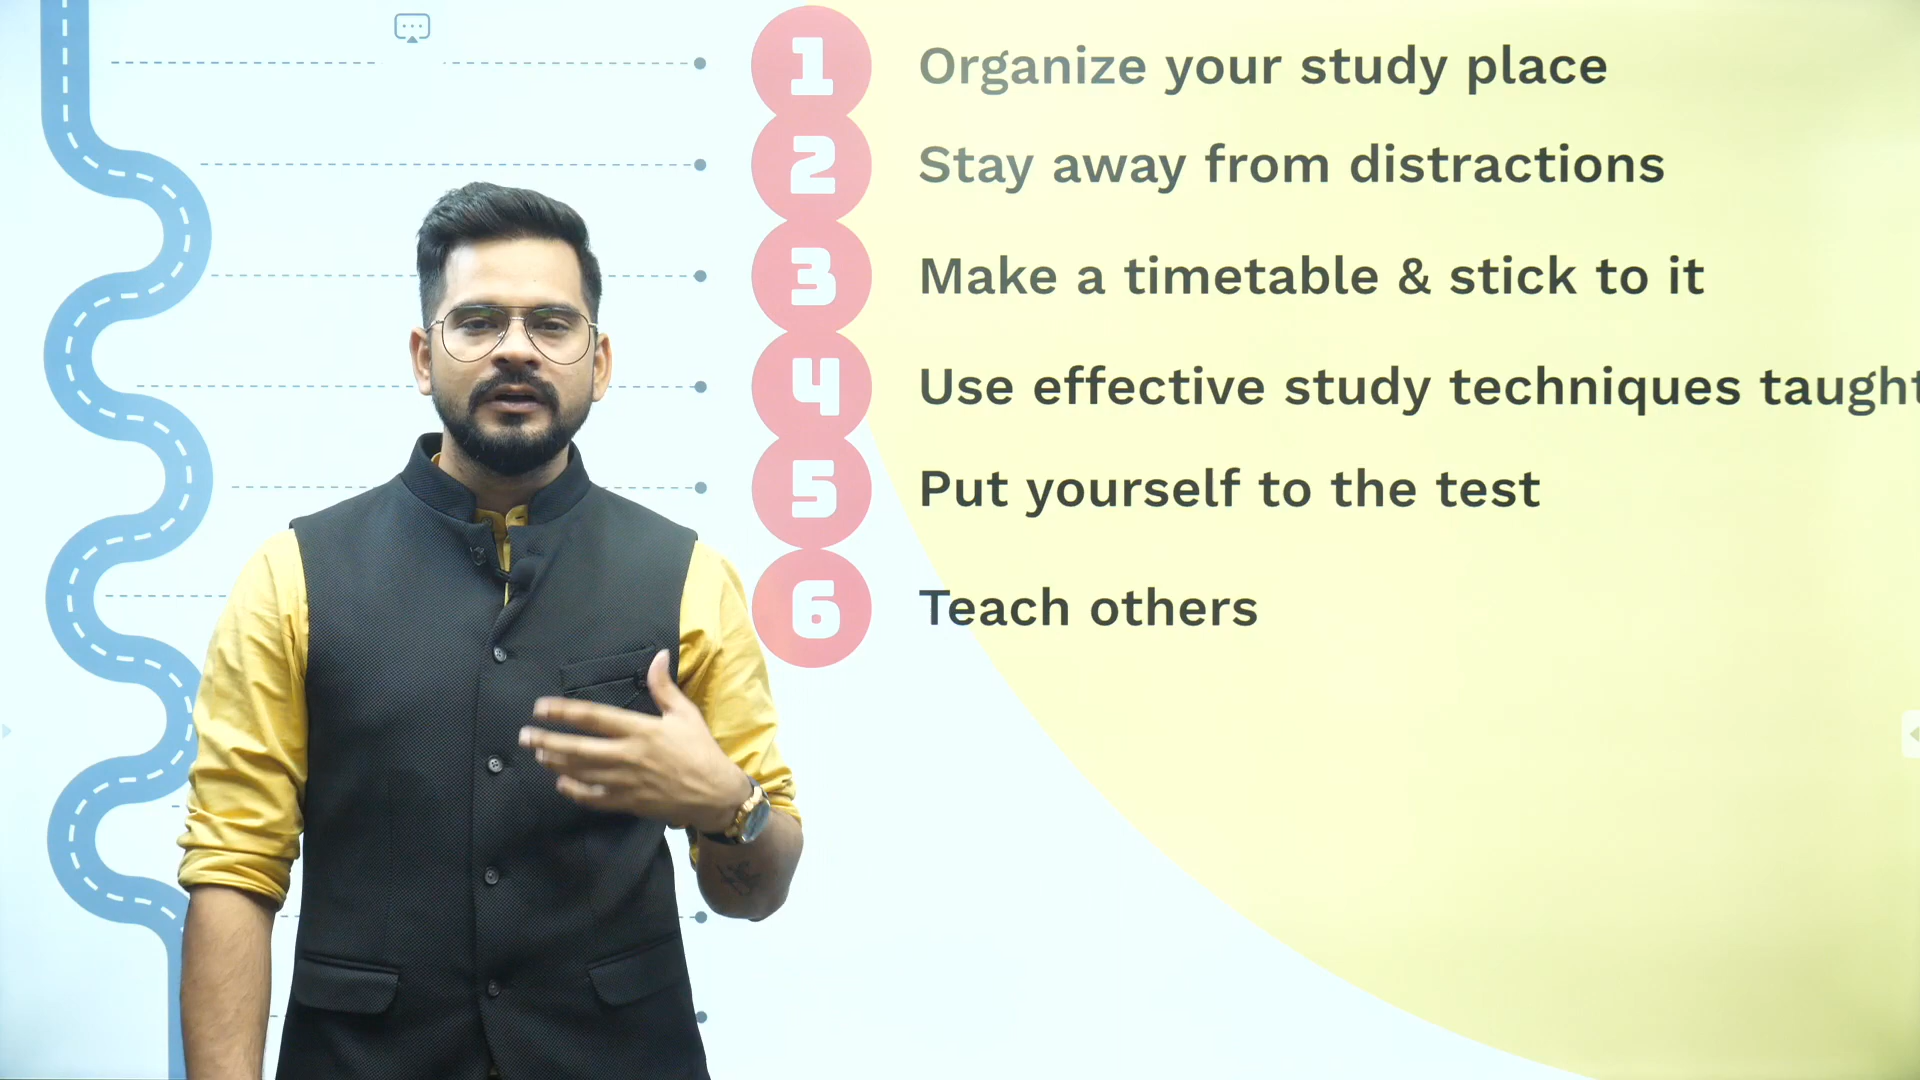 1 Organize your study place
2 Stay away from distractions
3 Make a timetable & stick to it
4 Use effective study techniques taught
5 Put yourself to the test
6 Teach others